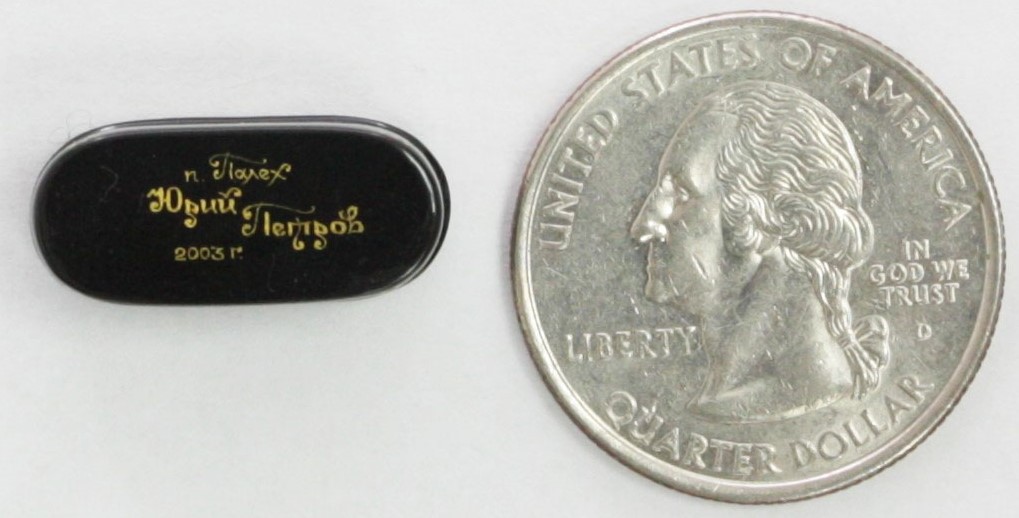 п. Палех
Юрий
Петров
2003 г.
UNITED STATES OF AMERICA
IN
GOD WE
TRUST
D
LIBERTY
QUARTER DOLLAR